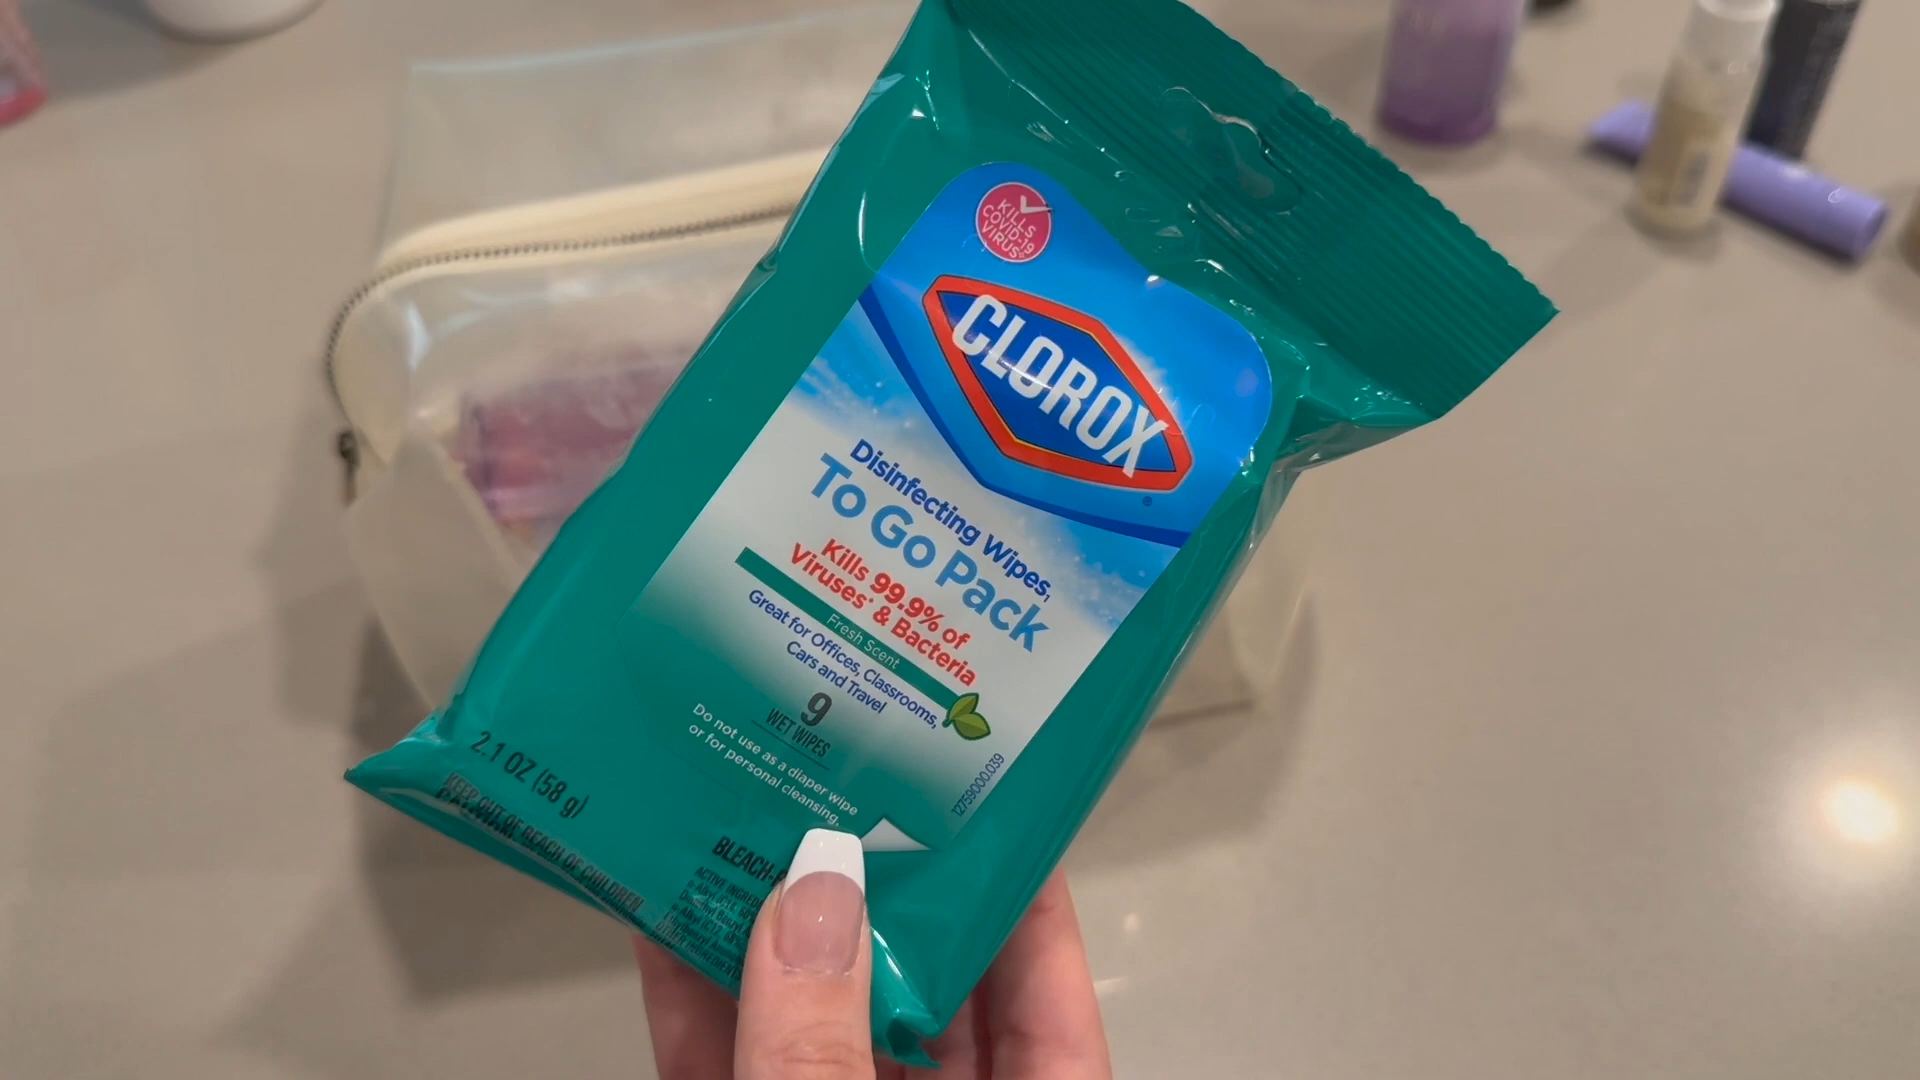 KILLS
COVID-19
VIRUS
CLOROX
Disinfecting Wipes,
To Go Pack
Kills 99.9% of
Viruses* & Bacteria
Fresh Scent
Great for Offices, Classrooms,
Cars and Travel
9
WET WIPES
Do not use as a diaper wipe
or for personal cleansing.
12759000.039
2.1 OZ (58 g)
KEEP OUT OF REACH OF CHILDREN
BLEACH-